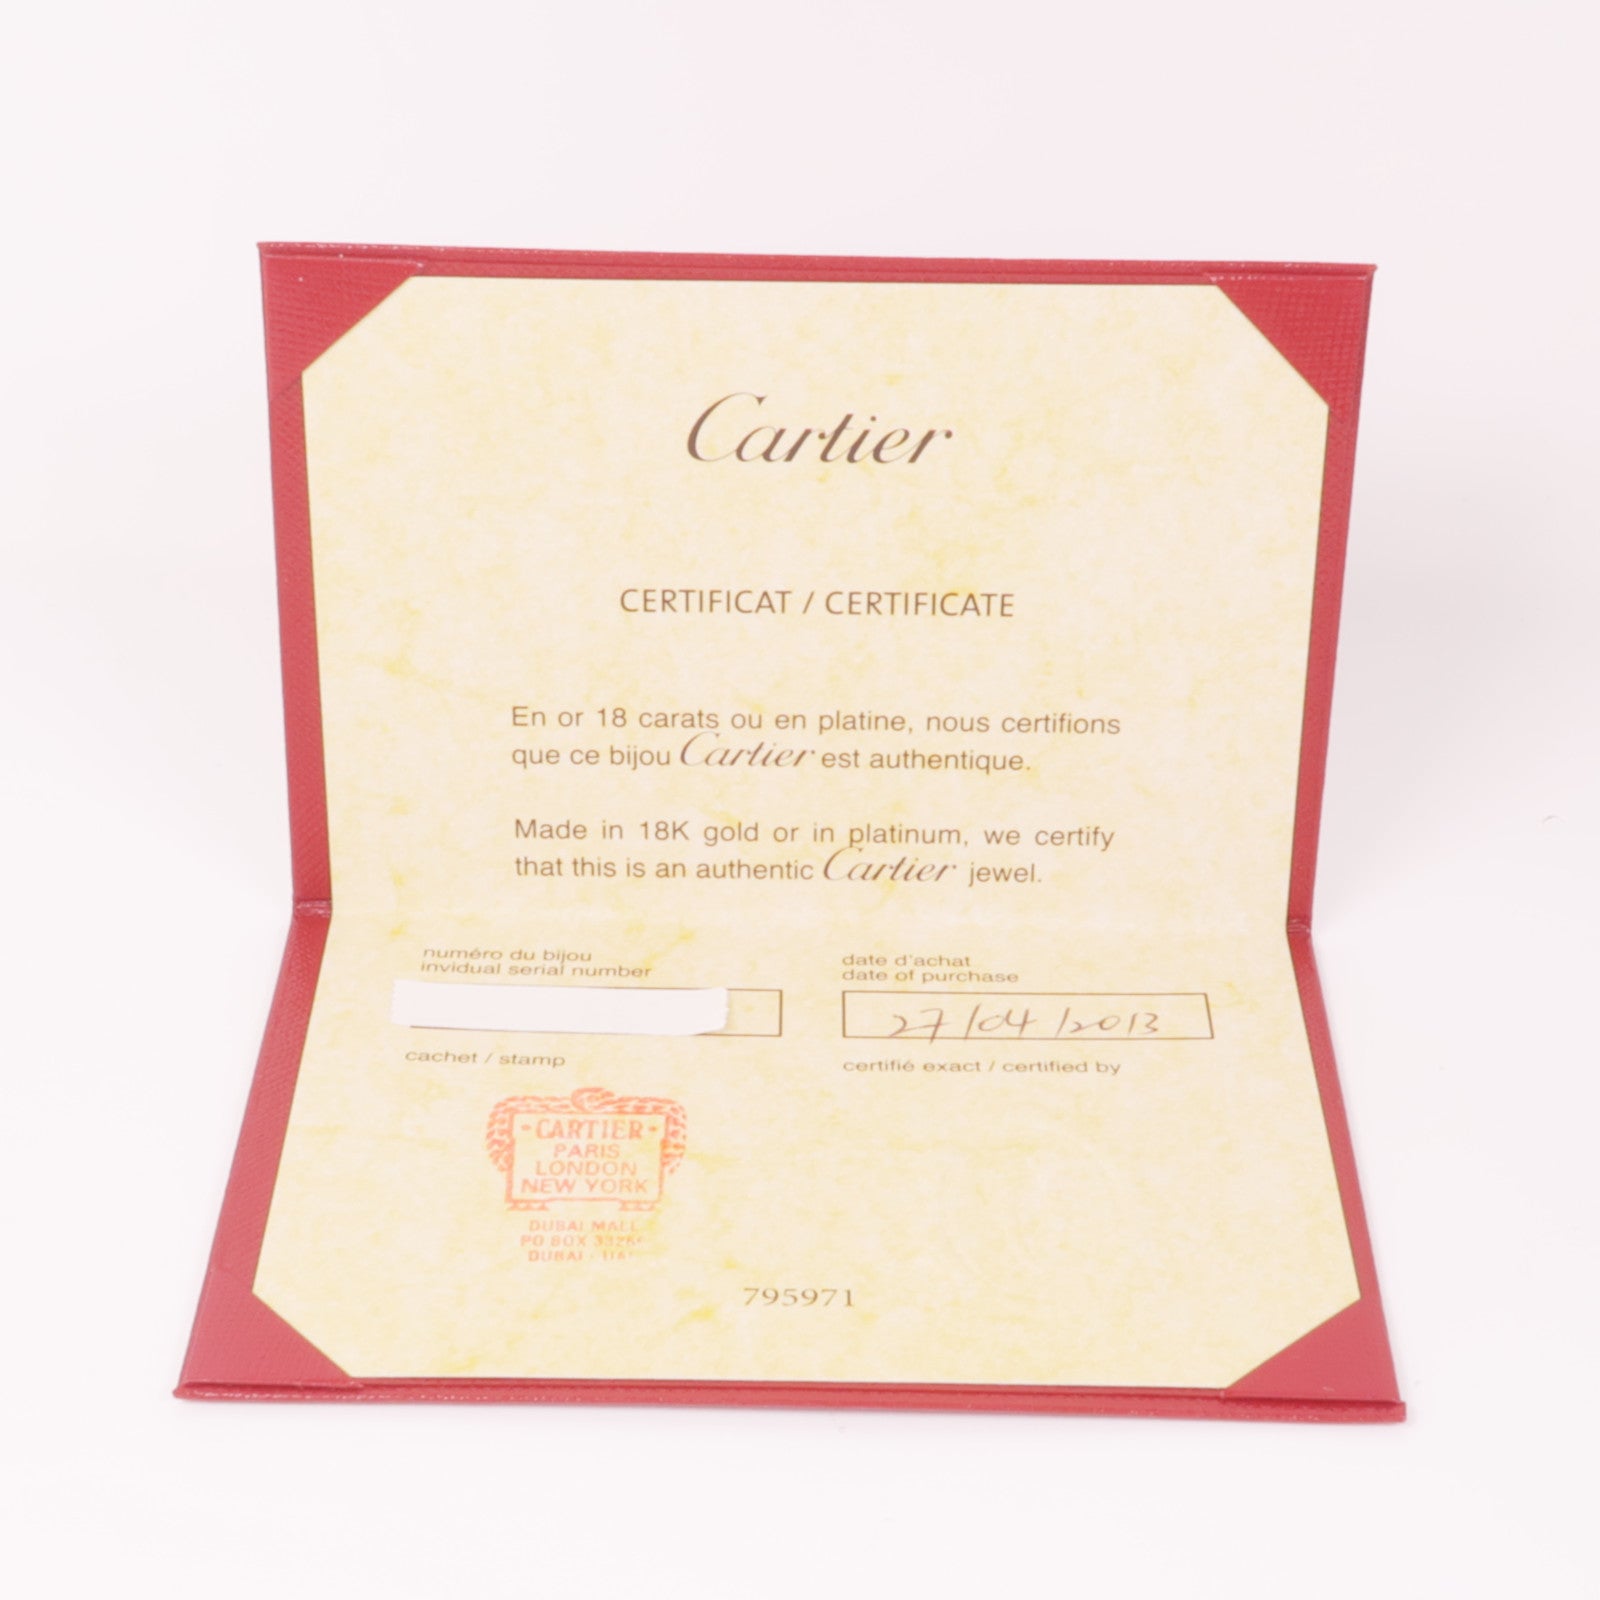 Cartier
CERTIFICAT / CERTIFICATE
En or 18 carats ou en platine, nous certifions
que ce bijou Cartier est authentique.
Made in 18K gold or in platinum, we certify
that this is an authentic Cartier jewel.
numéro du bijou
invidual serial number
date d'achat
date of purchase
27/04/2013
cachet / stamp
certifié exact / certified by
CARTIER
PARIS
LONDON
NEW YORK
DUBAI MALL
PO BOX
DUBAI -
795971